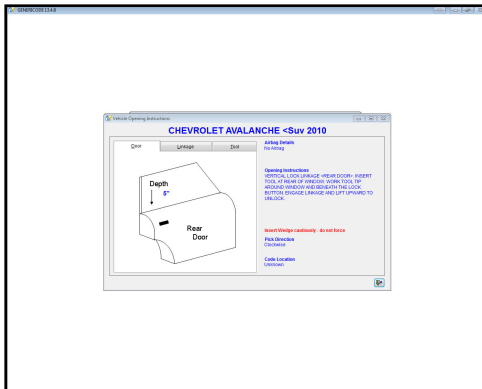 GENERICODE 13.4.8
Vehicle Opening Instructions
CHEVROLET AVALANCHE <Suv 2010
Door Linkage Tool
Depth
5"
Rear
Door
Airbag Details
No Airbag
Opening Instructions
VERTICAL LOCK LINKAGE <REAR DOOR>. INSERT
TOOL AT REAR OF WINDOW. WORK TOOL TIP
AROUND WINDOW AND BENEATH THE LOCK
BUTTON. ENGAGE LINKAGE AND LIFT UPWARD TO
UNLOCK.
Insert Wedge cautiously - do not force
Pick Direction
Clockwise
Code Location
Unknown